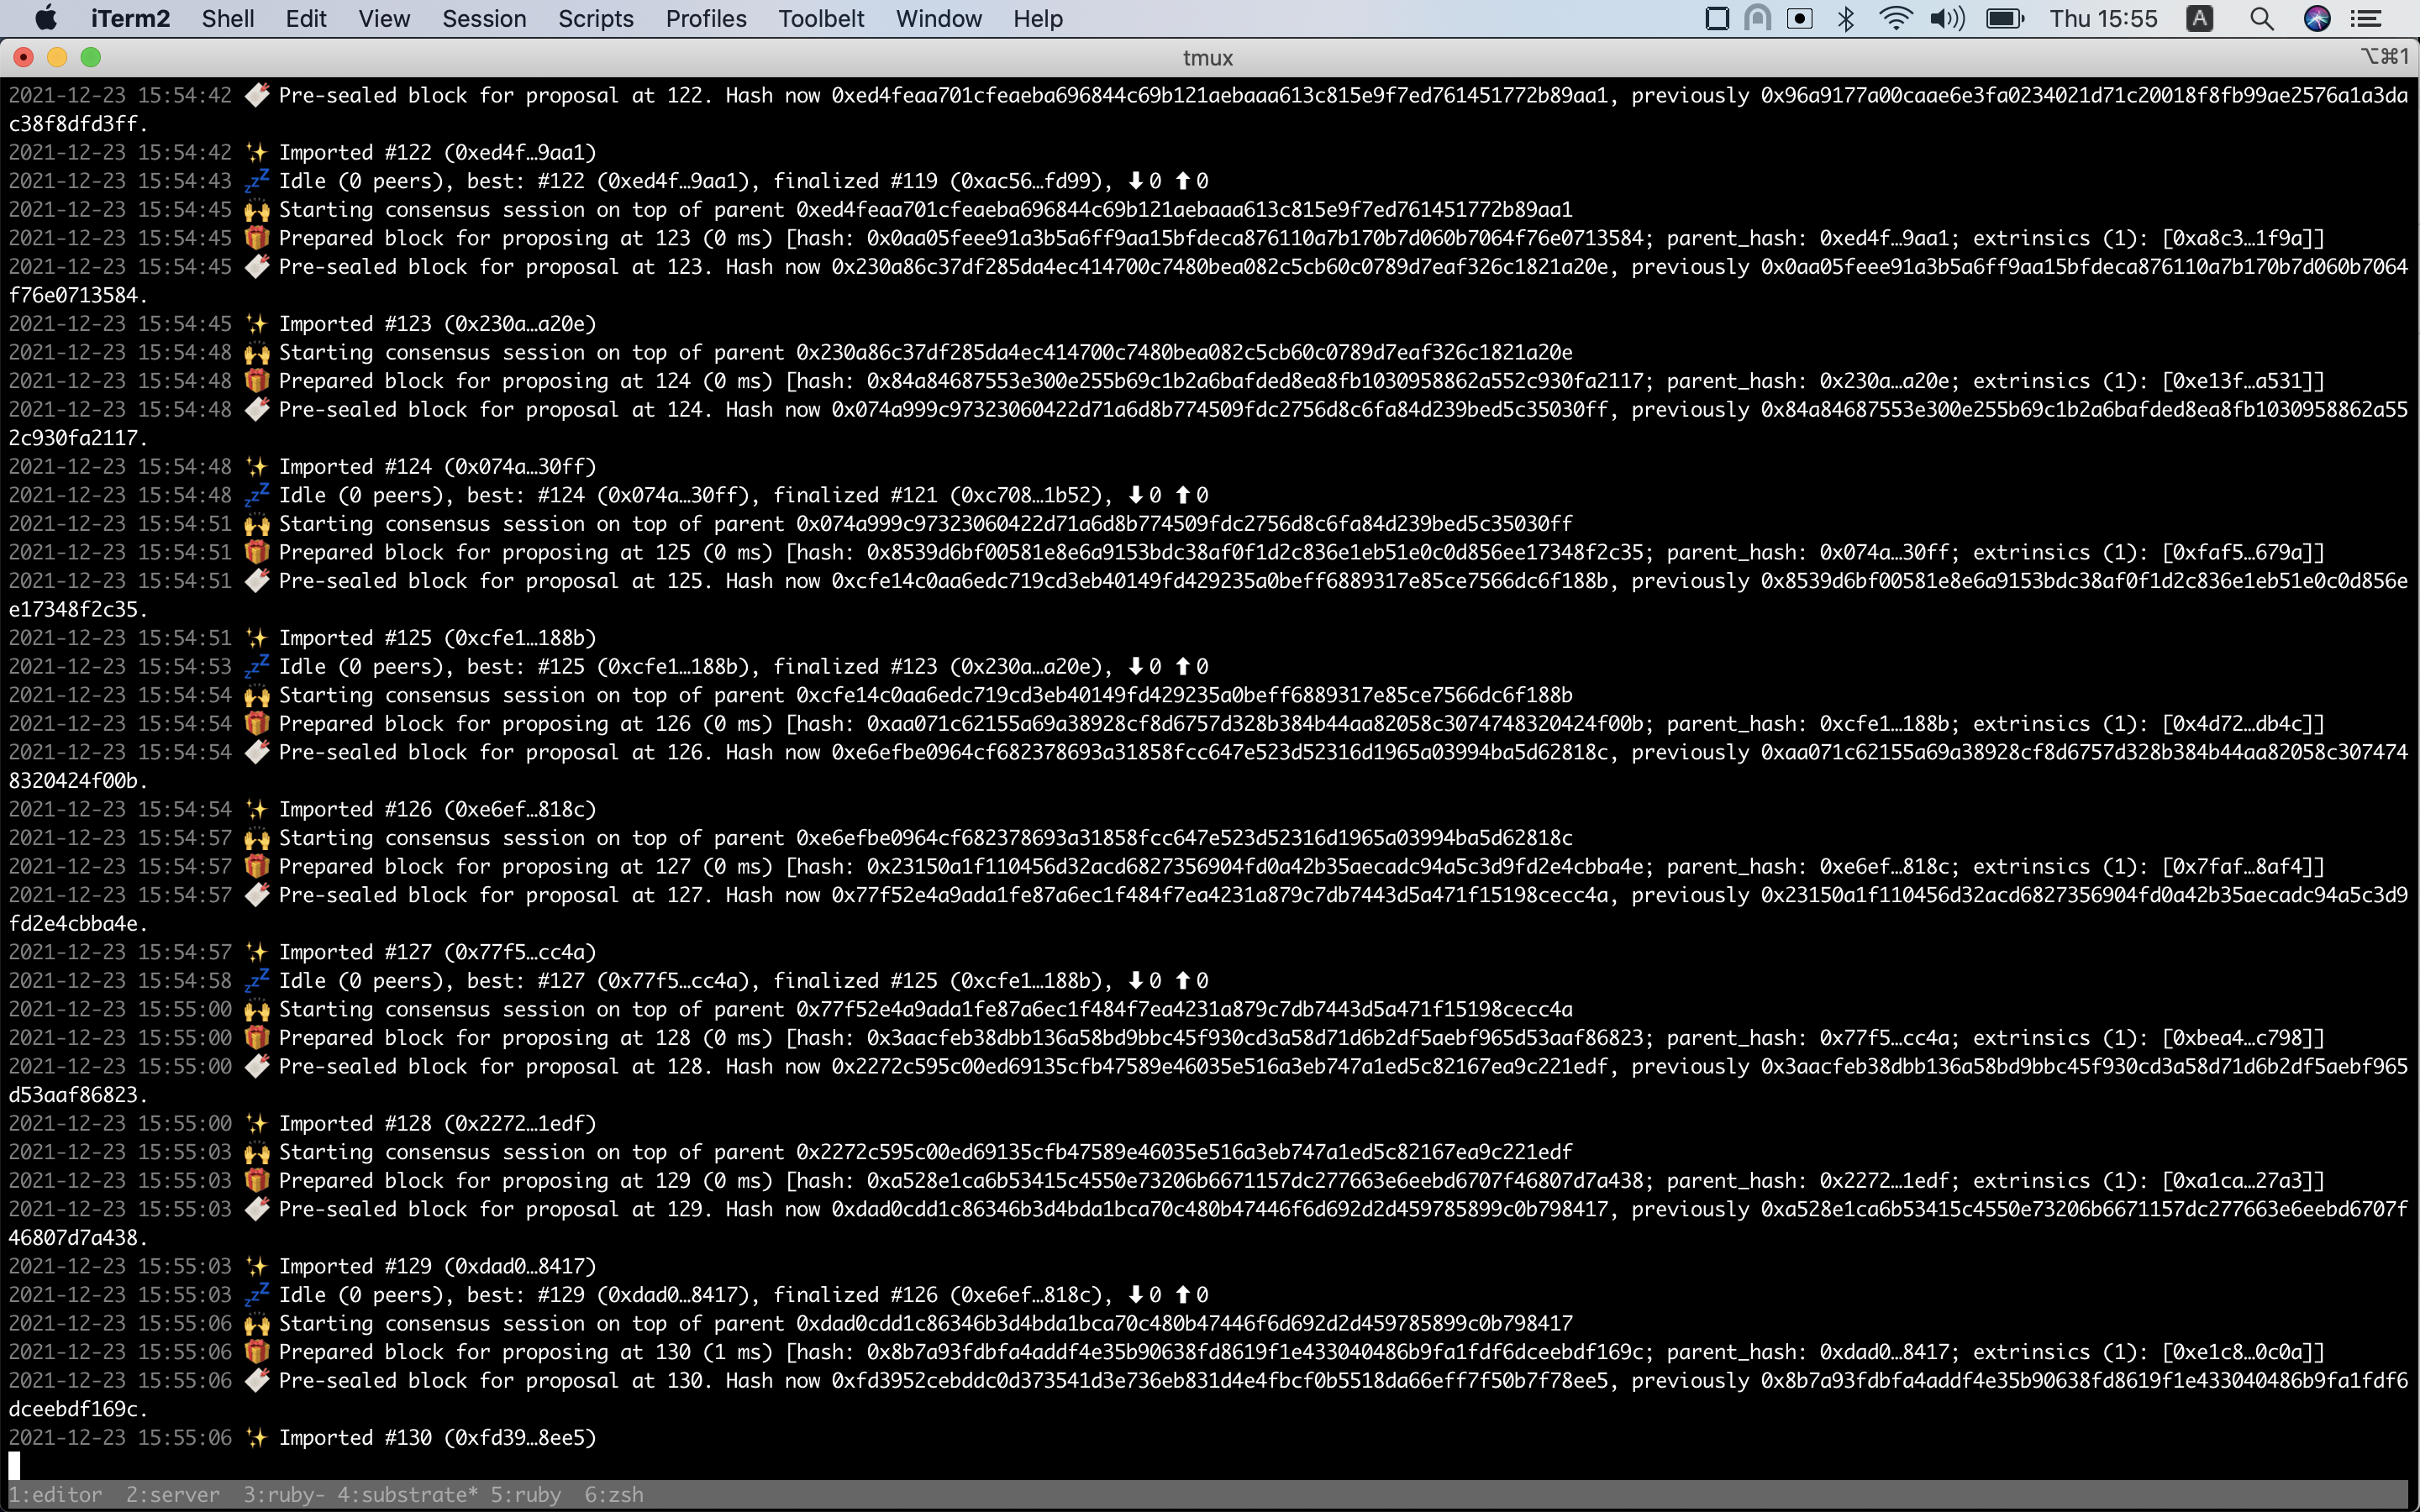 iTerm2 Shell Edit View Session Scripts Profiles Toolbelt Window Help Thu 15:55 A
tmux ⌥⌘1
2021-12-23 15:54:42 Pre-sealed block for proposal at 122. Hash now 0xed4feaa701cfeaeba696844c69b121aebaaa613c815e9f7ed761451772b89aa1, previously 0x96a9177a00caae6e3fa0234021d71c20018f8fb99ae2576a1a3da
c38f8dfd3ff.
2021-12-23 15:54:42 ✨ Imported #122 (0xed4f…9aa1)
2021-12-23 15:54:43 💤 Idle (0 peers), best: #122 (0xed4f…9aa1), finalized #119 (0xac56…fd99), ⬇ 0 ⬆ 0
2021-12-23 15:54:45 🙌 Starting consensus session on top of parent 0xed4feaa701cfeaeba696844c69b121aebaaa613c815e9f7ed761451772b89aa1
2021-12-23 15:54:45 🎁 Prepared block for proposing at 123 (0 ms) [hash: 0x0aa05feee91a3b5a6ff9aa15bfdeca876110a7b170b7d060b7064f76e0713584; parent_hash: 0xed4f…9aa1; extrinsics (1): [0xa8c3…1f9a]]
2021-12-23 15:54:45 🔖 Pre-sealed block for proposal at 123. Hash now 0x230a86c37df285da4ec414700c7480bea082c5cb60c0789d7eaf326c1821a20e, previously 0x0aa05feee91a3b5a6ff9aa15bfdeca876110a7b170b7d060b7064
f76e0713584.
2021-12-23 15:54:45 ✨ Imported #123 (0x230a…a20e)
2021-12-23 15:54:48 🙌 Starting consensus session on top of parent 0x230a86c37df285da4ec414700c7480bea082c5cb60c0789d7eaf326c1821a20e
2021-12-23 15:54:48 🎁 Prepared block for proposing at 124 (0 ms) [hash: 0x84a84687553e300e255b69c1b2a6bafded8ea8fb1030958862a552c930fa2117; parent_hash: 0x230a…a20e; extrinsics (1): [0xe13f…a531]]
2021-12-23 15:54:48 🔖 Pre-sealed block for proposal at 124. Hash now 0x074a999c97323060422d71a6d8b774509fdc2756d8c6fa84d239bed5c35030ff, previously 0x84a84687553e300e255b69c1b2a6bafded8ea8fb1030958862a55
2c930fa2117.
2021-12-23 15:54:48 ✨ Imported #124 (0x074a…30ff)
2021-12-23 15:54:48 💤 Idle (0 peers), best: #124 (0x074a…30ff), finalized #121 (0xc708…1b52), ⬇ 0 ⬆ 0
2021-12-23 15:54:51 🙌 Starting consensus session on top of parent 0x074a999c97323060422d71a6d8b774509fdc2756d8c6fa84d239bed5c35030ff
2021-12-23 15:54:51 🎁 Prepared block for proposing at 125 (0 ms) [hash: 0x8539d6bf00581e8e6a9153bdc38af0f1d2c836e1eb51e0c0d856ee17348f2c35; parent_hash: 0x074a…30ff; extrinsics (1): [0xfaf5…679a]]
2021-12-23 15:54:51 🔖 Pre-sealed block for proposal at 125. Hash now 0xcfe14c0aa6edc719cd3eb40149fd429235a0beff6889317e85ce7566dc6f188b, previously 0x8539d6bf00581e8e6a9153bdc38af0f1d2c836e1eb51e0c0d856e
e17348f2c35.
2021-12-23 15:54:51 ✨ Imported #125 (0xcfe1…188b)
2021-12-23 15:54:53 💤 Idle (0 peers), best: #125 (0xcfe1…188b), finalized #123 (0x230a…a20e), ⬇ 0 ⬆ 0
2021-12-23 15:54:54 🙌 Starting consensus session on top of parent 0xcfe14c0aa6edc719cd3eb40149fd429235a0beff6889317e85ce7566dc6f188b
2021-12-23 15:54:54 🎁 Prepared block for proposing at 126 (0 ms) [hash: 0xaa071c62155a69a38928cf8d6757d328b384b44aa82058c3074748320424f00b; parent_hash: 0xcfe1…188b; extrinsics (1): [0x4d72…db4c]]
2021-12-23 15:54:54 🔖 Pre-sealed block for proposal at 126. Hash now 0xe6efbe0964cf682378693a31858fcc647e523d52316d1965a03994ba5d62818c, previously 0xaa071c62155a69a38928cf8d6757d328b384b44aa82058c307474
8320424f00b.
2021-12-23 15:54:54 ✨ Imported #126 (0xe6ef…818c)
2021-12-23 15:54:57 🙌 Starting consensus session on top of parent 0xe6efbe0964cf682378693a31858fcc647e523d52316d1965a03994ba5d62818c
2021-12-23 15:54:57 🎁 Prepared block for proposing at 127 (0 ms) [hash: 0x23150a1f110456d32acd6827356904fd0a42b35aecadc94a5c3d9fd2e4cbba4e; parent_hash: 0xe6ef…818c; extrinsics (1): [0x7faf…8af4]]
2021-12-23 15:54:57 🔖 Pre-sealed block for proposal at 127. Hash now 0x77f52e4a9ada1fe87a6ec1f484f7ea4231a879c7db7443d5a471f15198cecc4a, previously 0x23150a1f110456d32acd6827356904fd0a42b35aecadc94a5c3d9
fd2e4cbba4e.
2021-12-23 15:54:57 ✨ Imported #127 (0x77f5…cc4a)
2021-12-23 15:54:58 💤 Idle (0 peers), best: #127 (0x77f5…cc4a), finalized #125 (0xcfe1…188b), ⬇ 0 ⬆ 0
2021-12-23 15:55:00 🙌 Starting consensus session on top of parent 0x77f52e4a9ada1fe87a6ec1f484f7ea4231a879c7db7443d5a471f15198cecc4a
2021-12-23 15:55:00 🎁 Prepared block for proposing at 128 (0 ms) [hash: 0x3aacfeb38dbb136a58bd9bbc45f930cd3a58d71d6b2df5aebf965d53aaf86823; parent_hash: 0x77f5…cc4a; extrinsics (1): [0xbea4…c798]]
2021-12-23 15:55:00 🔖 Pre-sealed block for proposal at 128. Hash now 0x2272c595c00ed69135cfb47589e46035e516a3eb747a1ed5c82167ea9c221edf, previously 0x3aacfeb38dbb136a58bd9bbc45f930cd3a58d71d6b2df5aebf965
d53aaf86823.
2021-12-23 15:55:00 ✨ Imported #128 (0x2272…1edf)
2021-12-23 15:55:03 🙌 Starting consensus session on top of parent 0x2272c595c00ed69135cfb47589e46035e516a3eb747a1ed5c82167ea9c221edf
2021-12-23 15:55:03 🎁 Prepared block for proposing at 129 (0 ms) [hash: 0xa528e1ca6b53415c4550e73206b6671157dc277663e6eebd6707f46807d7a438; parent_hash: 0x2272…1edf; extrinsics (1): [0xa1ca…27a3]]
2021-12-23 15:55:03 🔖 Pre-sealed block for proposal at 129. Hash now 0xdad0cdd1c86346b3d4bda1bca70c480b47446f6d692d2d459785899c0b798417, previously 0xa528e1ca6b53415c4550e73206b6671157dc277663e6eebd6707f
46807d7a438.
2021-12-23 15:55:03 ✨ Imported #129 (0xdad0…8417)
2021-12-23 15:55:03 💤 Idle (0 peers), best: #129 (0xdad0…8417), finalized #126 (0xe6ef…818c), ⬇ 0 ⬆ 0
2021-12-23 15:55:06 🙌 Starting consensus session on top of parent 0xdad0cdd1c86346b3d4bda1bca70c480b47446f6d692d2d459785899c0b798417
2021-12-23 15:55:06 🎁 Prepared block for proposing at 130 (1 ms) [hash: 0x8b7a93fdbfa4addf4e35b90638fd8619f1e433040486b9fa1fdf6dceebdf169c; parent_hash: 0xdad0…8417; extrinsics (1): [0xe1c8…0c0a]]
2021-12-23 15:55:06 🔖 Pre-sealed block for proposal at 130. Hash now 0xfd3952cebddc0d373541d3e736eb831d4e4fbcf0b5518da66eff7f50b7f78ee5, previously 0x8b7a93fdbfa4addf4e35b90638fd8619f1e433040486b9fa1fdf6
dceebdf169c.
2021-12-23 15:55:06 ✨ Imported #130 (0xfd39…8ee5)
1:editor 2:server 3:ruby- 4:substrate* 5:ruby 6:zsh